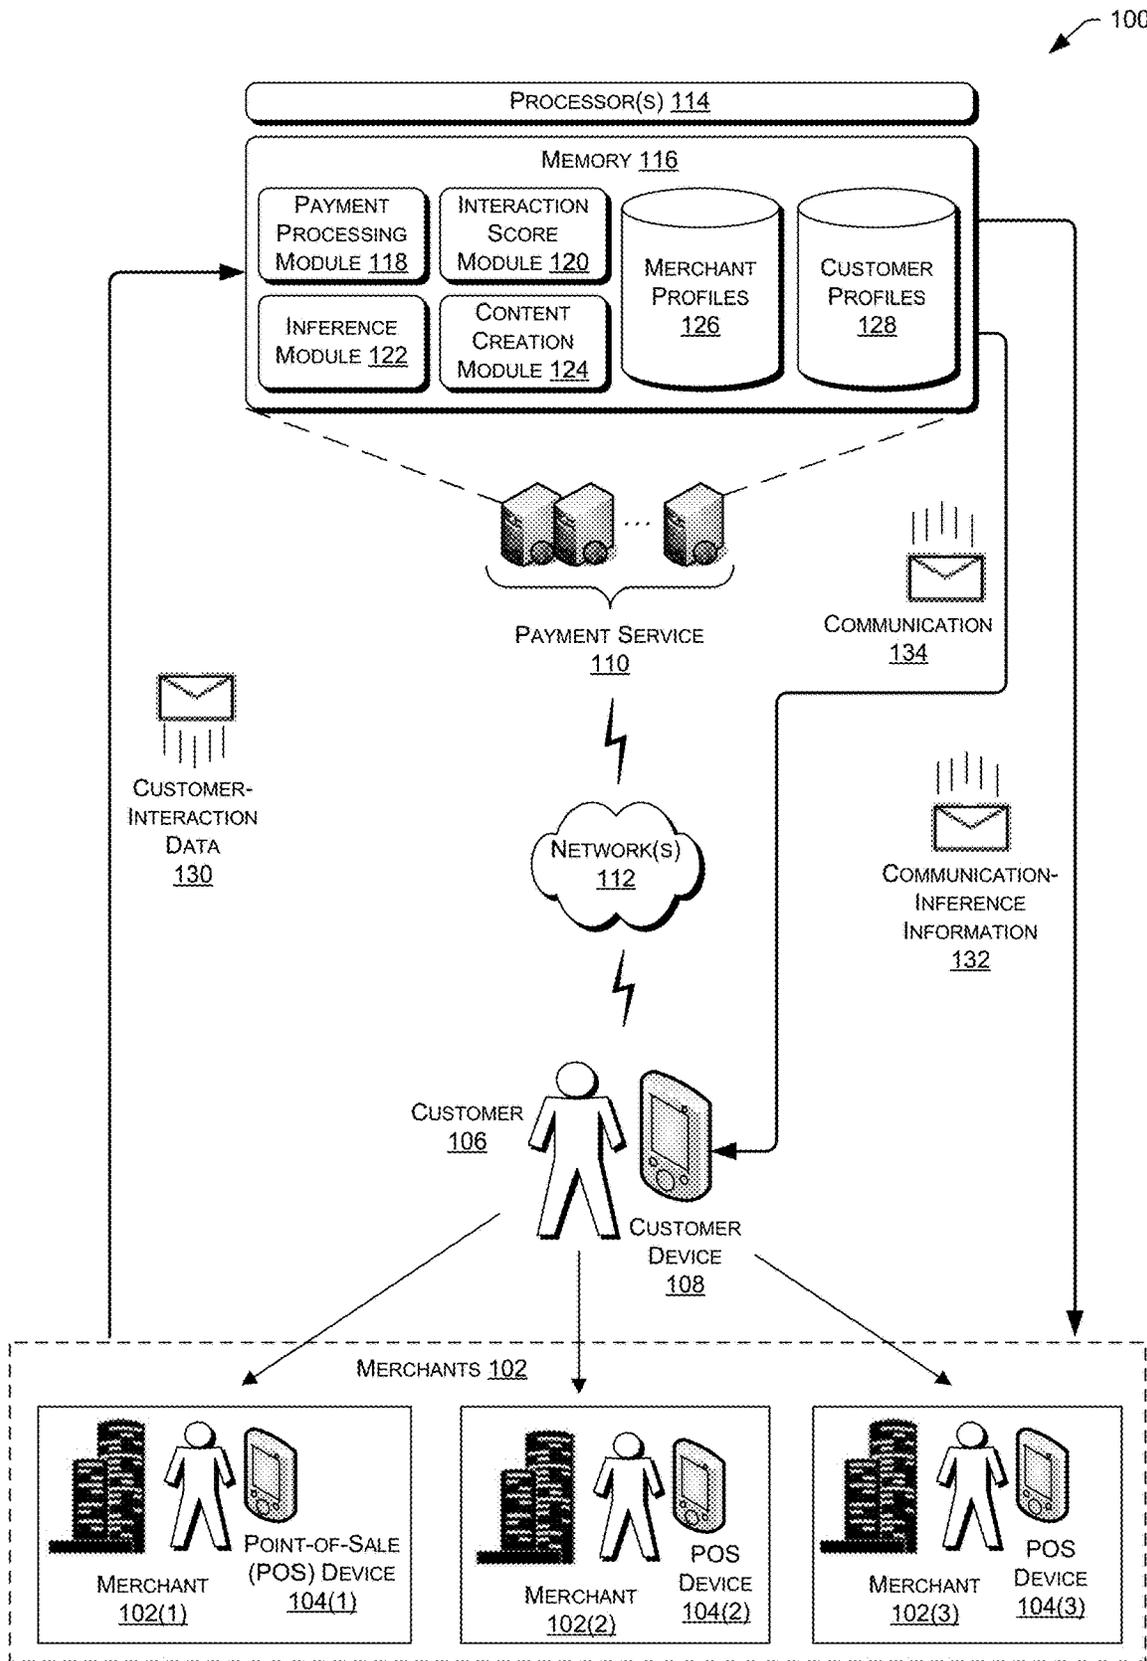 100
PROCESSOR(S) 114
MEMORY 116
PAYMENT
PROCESSING
MODULE 118
INTERACTION
SCORE
MODULE 120
INFERENCE
MODULE 122
CONTENT
CREATION
MODULE 124
MERCHANT
PROFILES
126
CUSTOMER
PROFILES
128
...
PAYMENT SERVICE
110
COMMUNICATION
134
CUSTOMER-
INTERACTION
DATA
130
NETWORK(S)
112
COMMUNICATION-
INFERENCE
INFORMATION
132
CUSTOMER
106
CUSTOMER
DEVICE
108
MERCHANTS 102
POINT-OF-SALE
(POS) DEVICE
104(1)
MERCHANT
102(1)
POS
DEVICE
104(2)
MERCHANT
102(2)
POS
DEVICE
104(3)
MERCHANT
102(3)